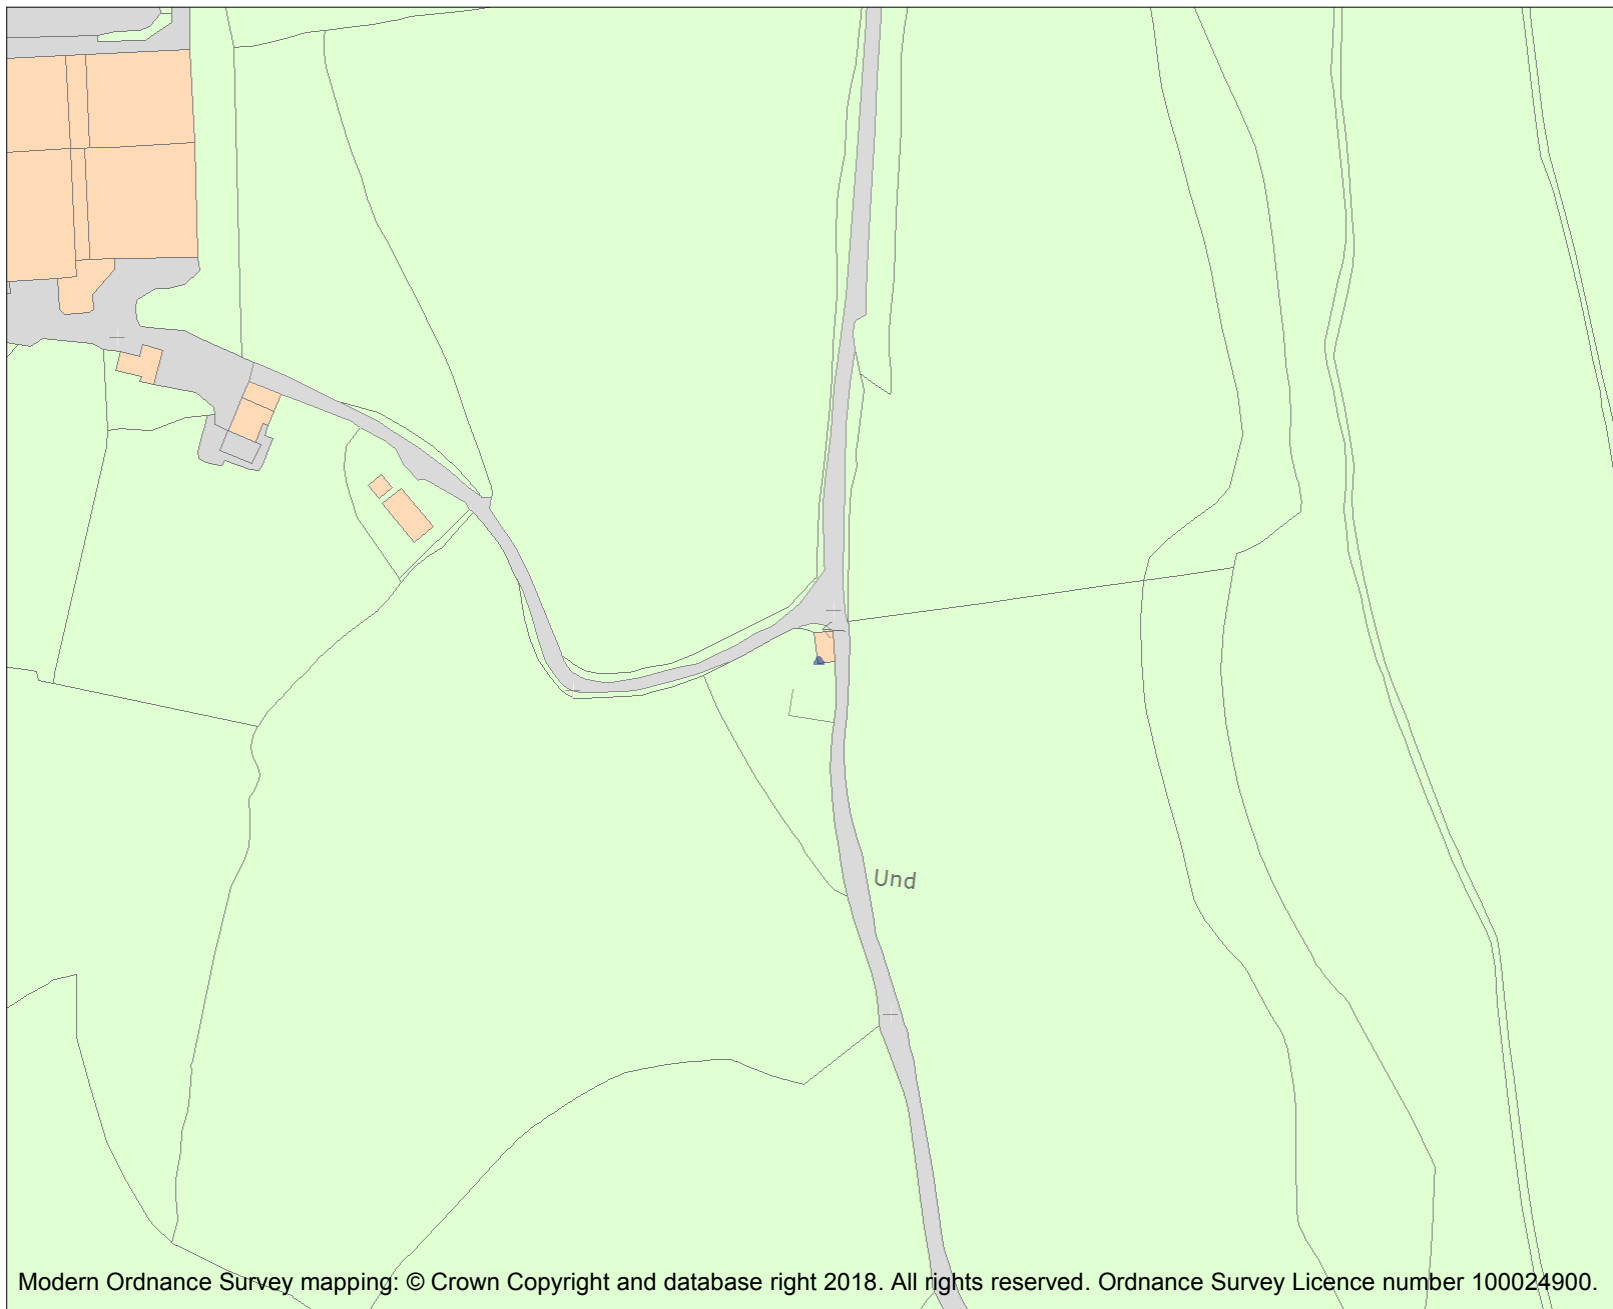 Und
Modern Ordnance Survey mapping: © Crown Copyright and database right 2018. All rights reserved. Ordnance Survey Licence number 100024900.